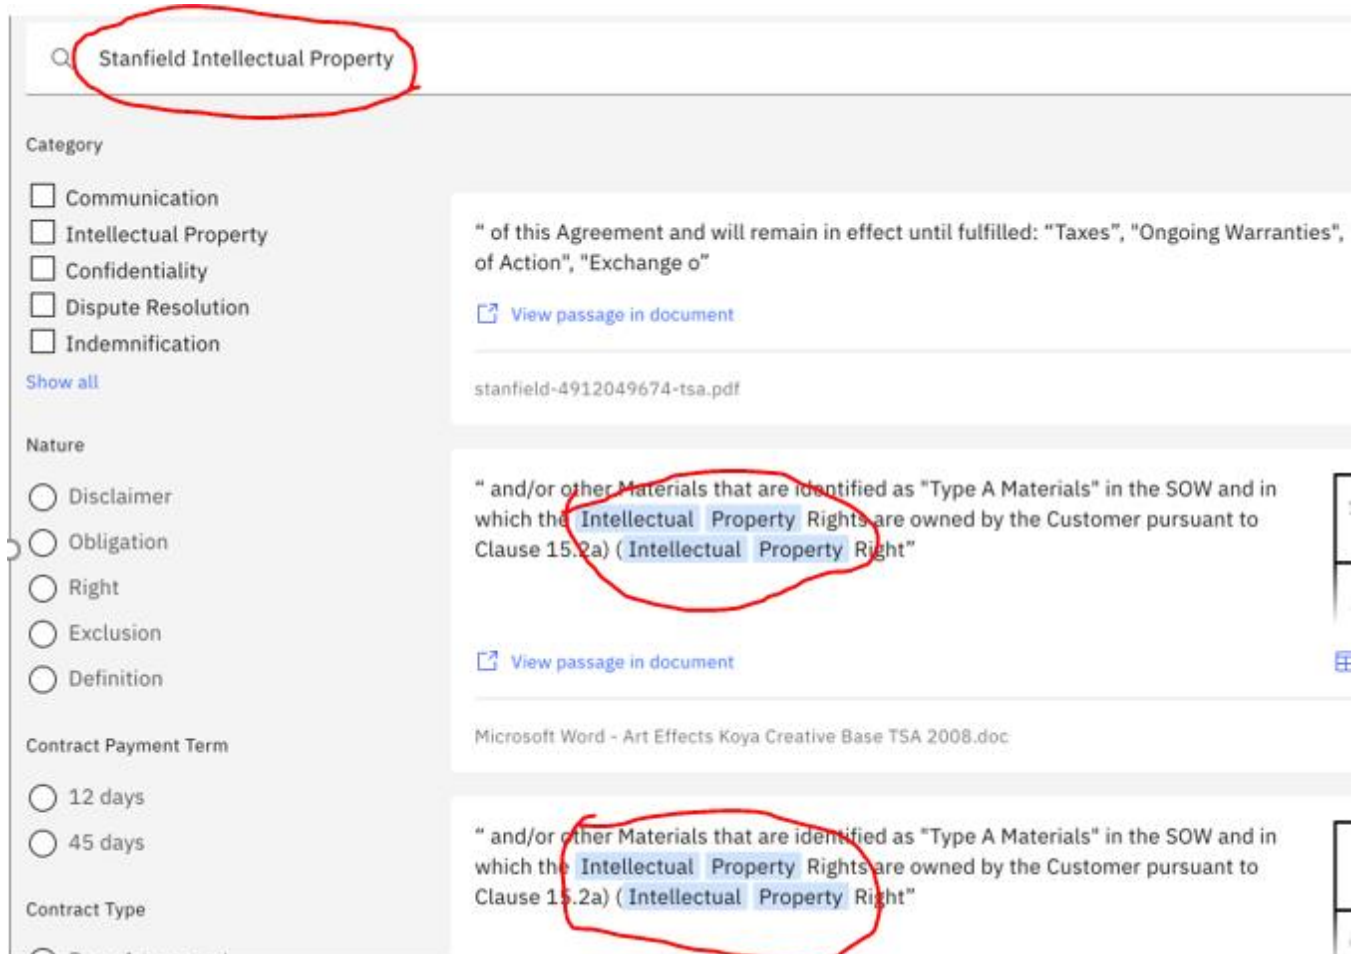 Stanfield Intellectual Property
Category
Communication
Intellectual Property
Confidentiality
Dispute Resolution
Indemnification
Show all
Nature
Disclaimer
Obligation
Right
Exclusion
Definition
Contract Payment Term
12 days
45 days
Contract Type
“ of this Agreement and will remain in effect until fulfilled: “Taxes”, "Ongoing Warranties",
of Action", "Exchange o”
View passage in document
stanfield-4912049674-tsa.pdf
“ and/or other Materials that are identified as "Type A Materials" in the SOW and in
which the Intellectual Property Rights are owned by the Customer pursuant to
Clause 15.2a) ( Intellectual Property Right”
View passage in document
Microsoft Word - Art Effects Koya Creative Base TSA 2008.doc
“ and/or other Materials that are identified as "Type A Materials" in the SOW and in
which the Intellectual Property Rights are owned by the Customer pursuant to
Clause 15.2a) ( Intellectual Property Right”